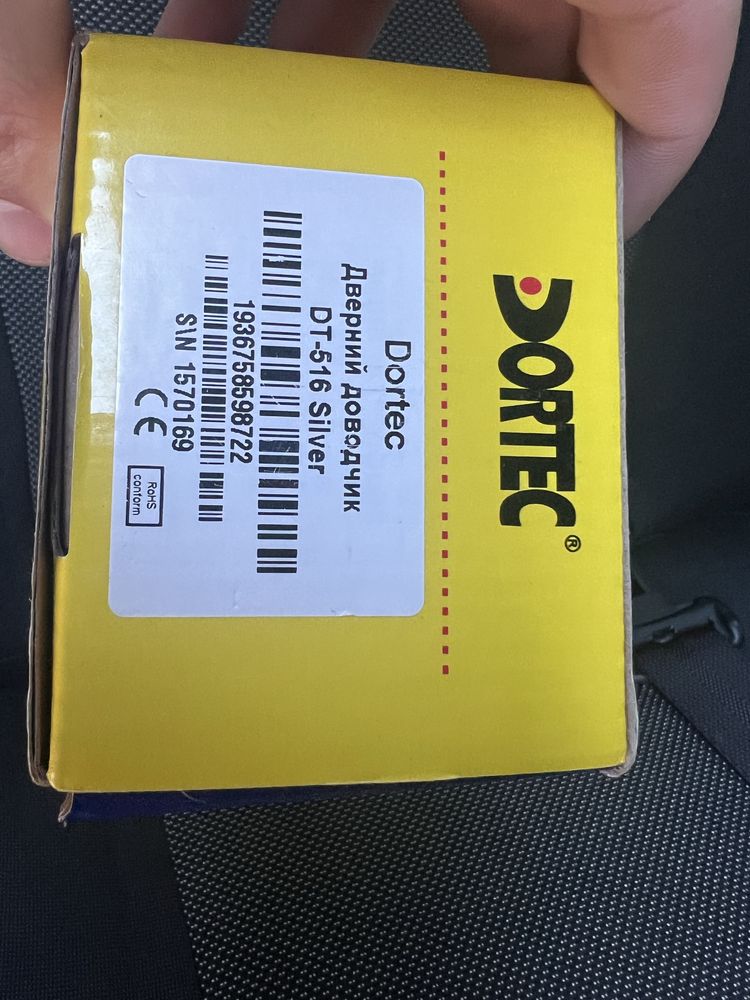 DORTEC®
Dortec
Дверний доводчик
DT-516 Silver
1936758598722
S\N 1570169
CE
RoHS
conform